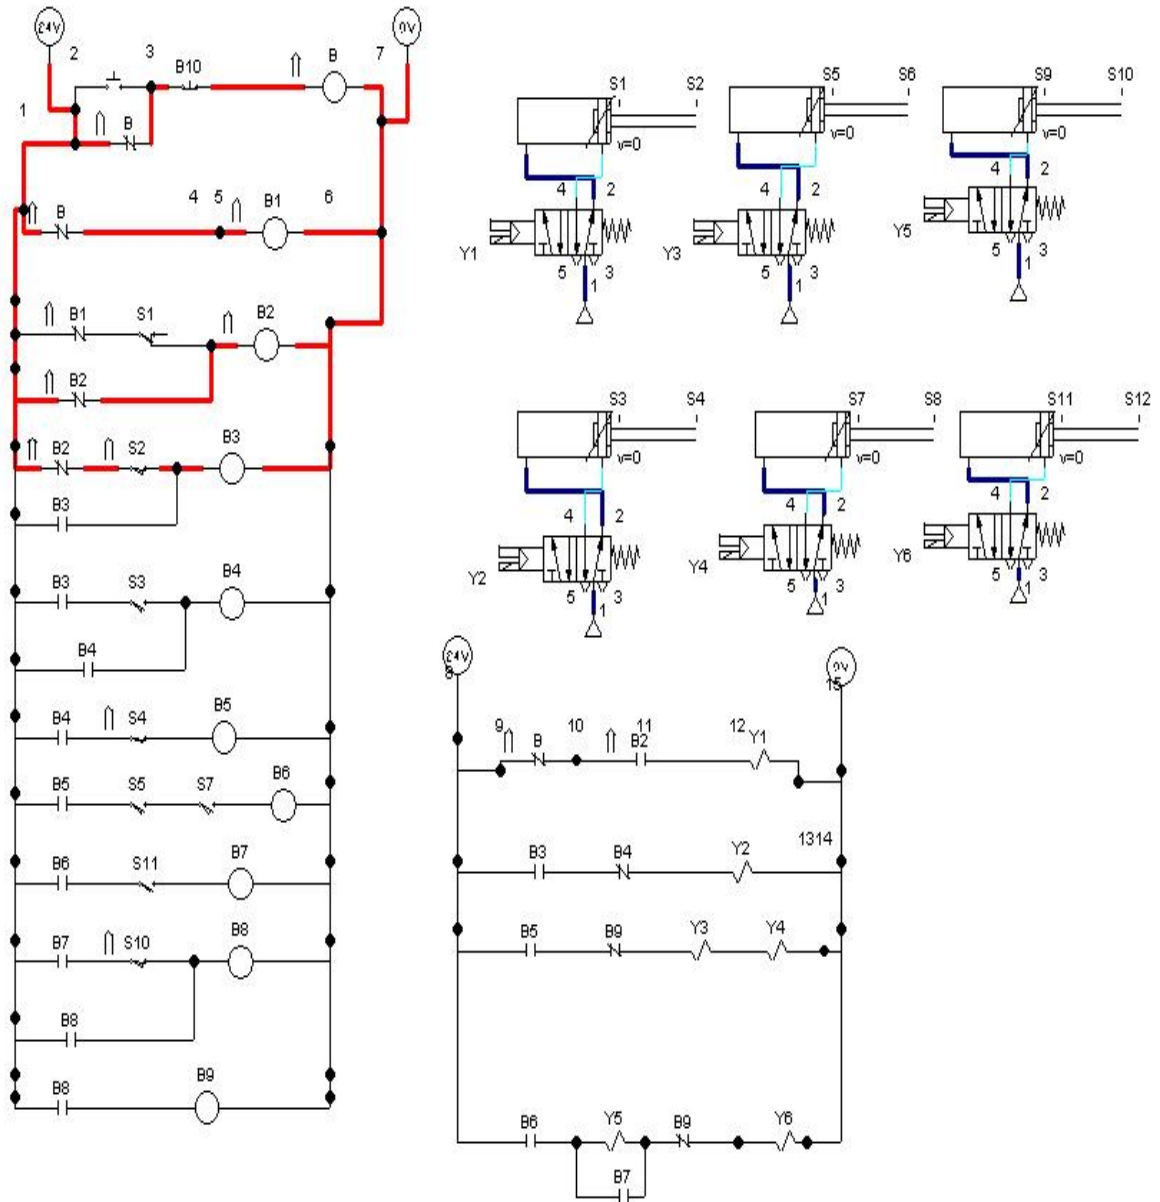 24V 0V
2 3 B10 B 7
1
B
B 4 5 B1 6
B1 S1 B2
B2
B2 S2 B3
B3
B3 S3 B4
B4
B4 S4 B5
B5 S5 S7 B6
B6 S11 B7
B7 S10 B8
B8
B8 B9
S1 S2
v=0
4 2
Y1
5 3
1
S5 S6
v=0
4 2
Y3
5 3
1
S9 S10
v=0
4 2
Y5
5 3
1
S3 S4
v=0
4 2
Y2
5 3
1
S7 S8
v=0
4 2
Y4
5 3
1
S11 S12
v=0
4 2
Y6
5 3
1
24V 0V
8 15
9 10 11 12
B B2 Y1
1314
B3 B4 Y2
B5 B9 Y3 Y4
B6 Y5 B9 Y6
B7